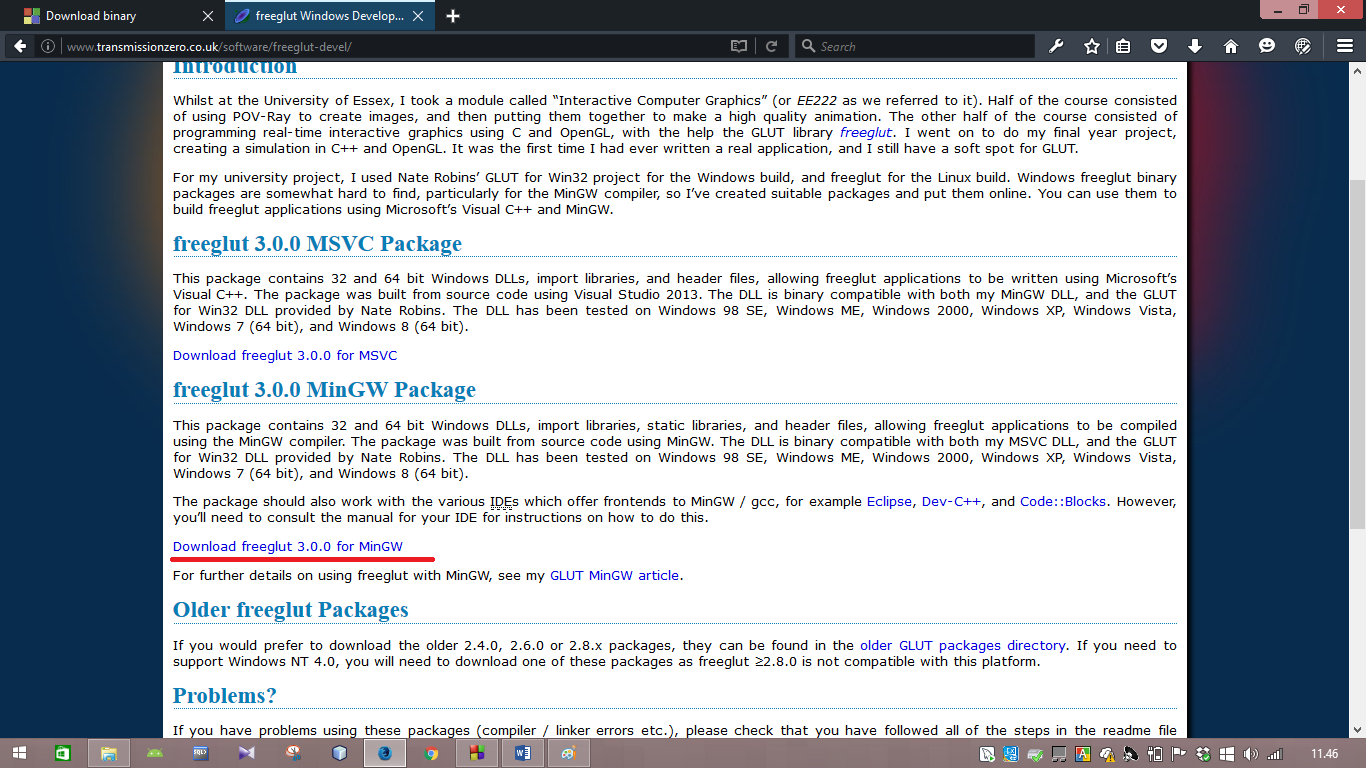 Download binary
freeglut Windows Develop...
www.transmissionzero.co.uk/software/freeglut-devel/
Search
Introduction
Whilst at the University of Essex, I took a module called “Interactive Computer Graphics” (or EE222 as we referred to it). Half of the course consisted
of using POV-Ray to create images, and then putting them together to make a high quality animation. The other half of the course consisted of
programming real-time interactive graphics using C and OpenGL, with the help the GLUT library freeglut. I went on to do my final year project,
creating a simulation in C++ and OpenGL. It was the first time I had ever written a real application, and I still have a soft spot for GLUT.
For my university project, I used Nate Robins’ GLUT for Win32 project for the Windows build, and freeglut for the Linux build. Windows freeglut binary
packages are somewhat hard to find, particularly for the MinGW compiler, so I’ve created suitable packages and put them online. You can use them to
build freeglut applications using Microsoft’s Visual C++ and MinGW.
freeglut 3.0.0 MSVC Package
This package contains 32 and 64 bit Windows DLLs, import libraries, and header files, allowing freeglut applications to be written using Microsoft’s
Visual C++. The package was built from source code using Visual Studio 2013. The DLL is binary compatible with both my MinGW DLL, and the GLUT
for Win32 DLL provided by Nate Robins. The DLL has been tested on Windows 98 SE, Windows ME, Windows 2000, Windows XP, Windows Vista,
Windows 7 (64 bit), and Windows 8 (64 bit).
Download freeglut 3.0.0 for MSVC
freeglut 3.0.0 MinGW Package
This package contains 32 and 64 bit Windows DLLs, import libraries, static libraries, and header files, allowing freeglut applications to be compiled
using the MinGW compiler. The package was built from source code using MinGW. The DLL is binary compatible with both my MSVC DLL, and the GLUT
for Win32 DLL provided by Nate Robins. The DLL has been tested on Windows 98 SE, Windows ME, Windows 2000, Windows XP, Windows Vista,
Windows 7 (64 bit), and Windows 8 (64 bit).
The package should also work with the various IDEs which offer frontends to MinGW / gcc, for example Eclipse, Dev-C++, and Code::Blocks. However,
you’ll need to consult the manual for your IDE for instructions on how to do this.
Download freeglut 3.0.0 for MinGW
For further details on using freeglut with MinGW, see my GLUT MinGW article.
Older freeglut Packages
If you would prefer to download the older 2.4.0, 2.6.0 or 2.8.x packages, they can be found in the older GLUT packages directory. If you need to
support Windows NT 4.0, you will need to download one of these packages as freeglut ≥2.8.0 is not compatible with this platform.
Problems?
If you have problems using these packages (compiler / linker errors etc.), please check that you have followed all of the steps in the readme file
11.46